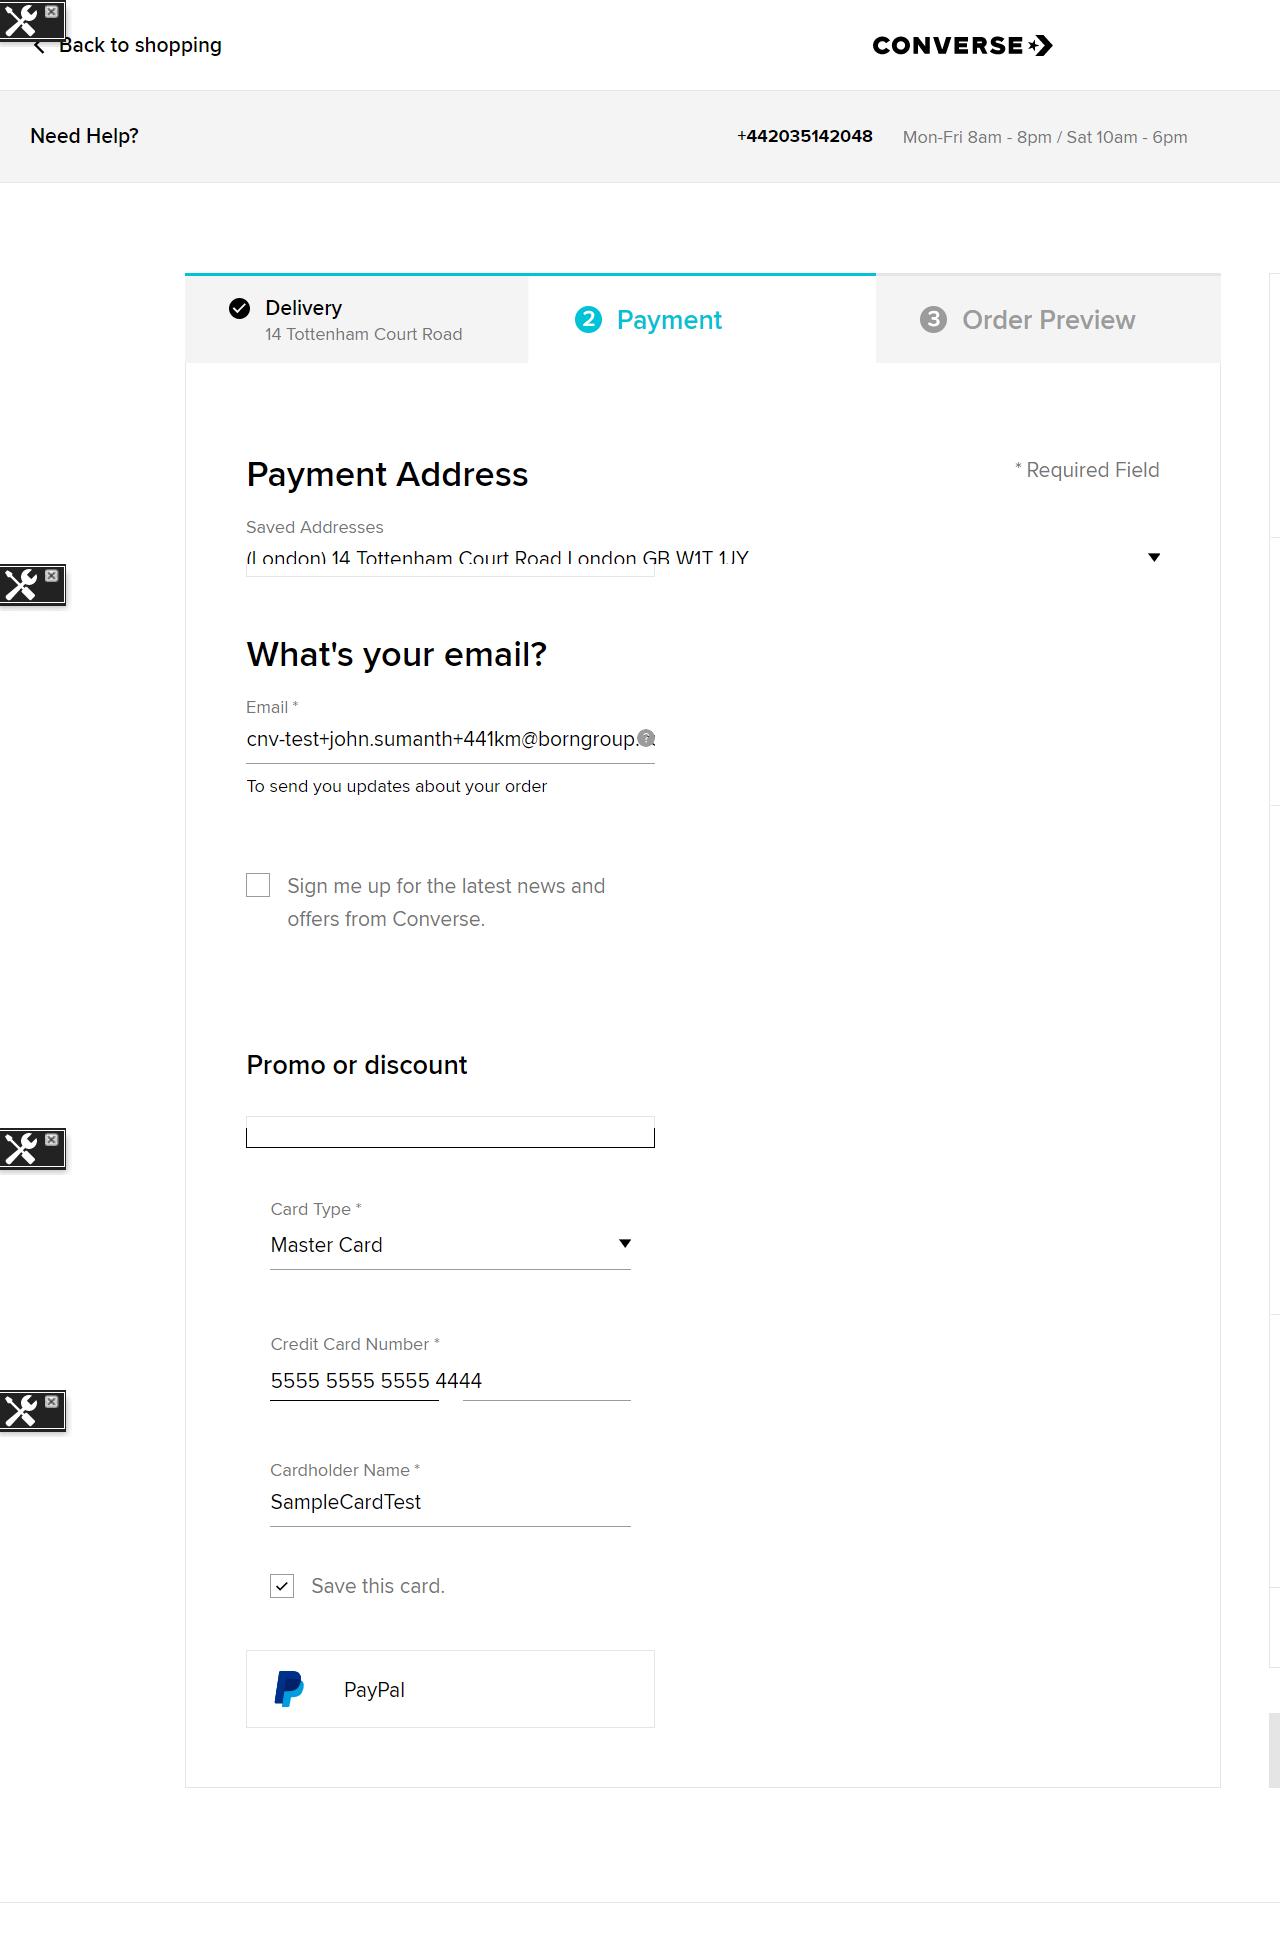 Back to shopping
CONVERSE
Need Help?
+442035142048 Mon-Fri 8am - 8pm / Sat 10am - 6pm
Delivery
14 Tottenham Court Road
2 Payment
3 Order Preview
Payment Address
* Required Field
Saved Addresses
(London) 14 Tottenham Court Road London GB W1T 1JY
What's your email?
Email *
cnv-test+john.sumanth+441km@borngroup.
?
To send you updates about your order
Sign me up for the latest news and
offers from Converse.
Promo or discount
Card Type *
Master Card
Credit Card Number *
5555 5555 5555 4444
Cardholder Name *
SampleCardTest
Save this card.
PayPal